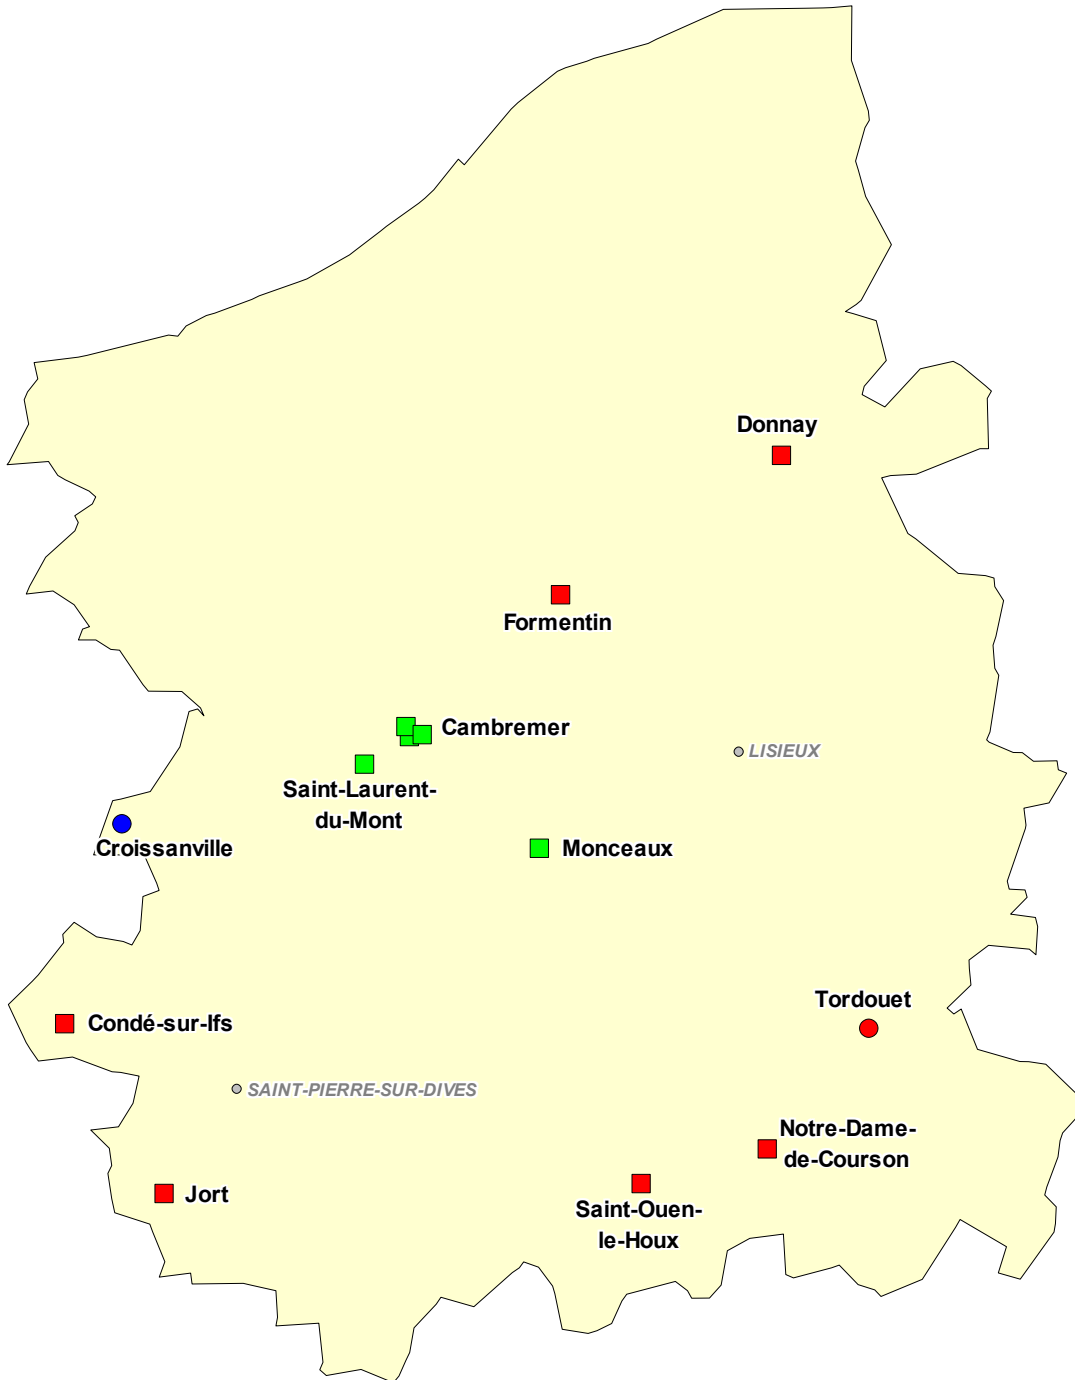 Donnay
Formentin
Cambremer
LISIEUX
Saint-Laurent-
du-Mont
Croissanville
Monceaux
Tordouet
Condé-sur-Ifs
SAINT-PIERRE-SUR-DIVES
Notre-Dame-
de-Courson
Jort
Saint-Ouen-
le-Houx